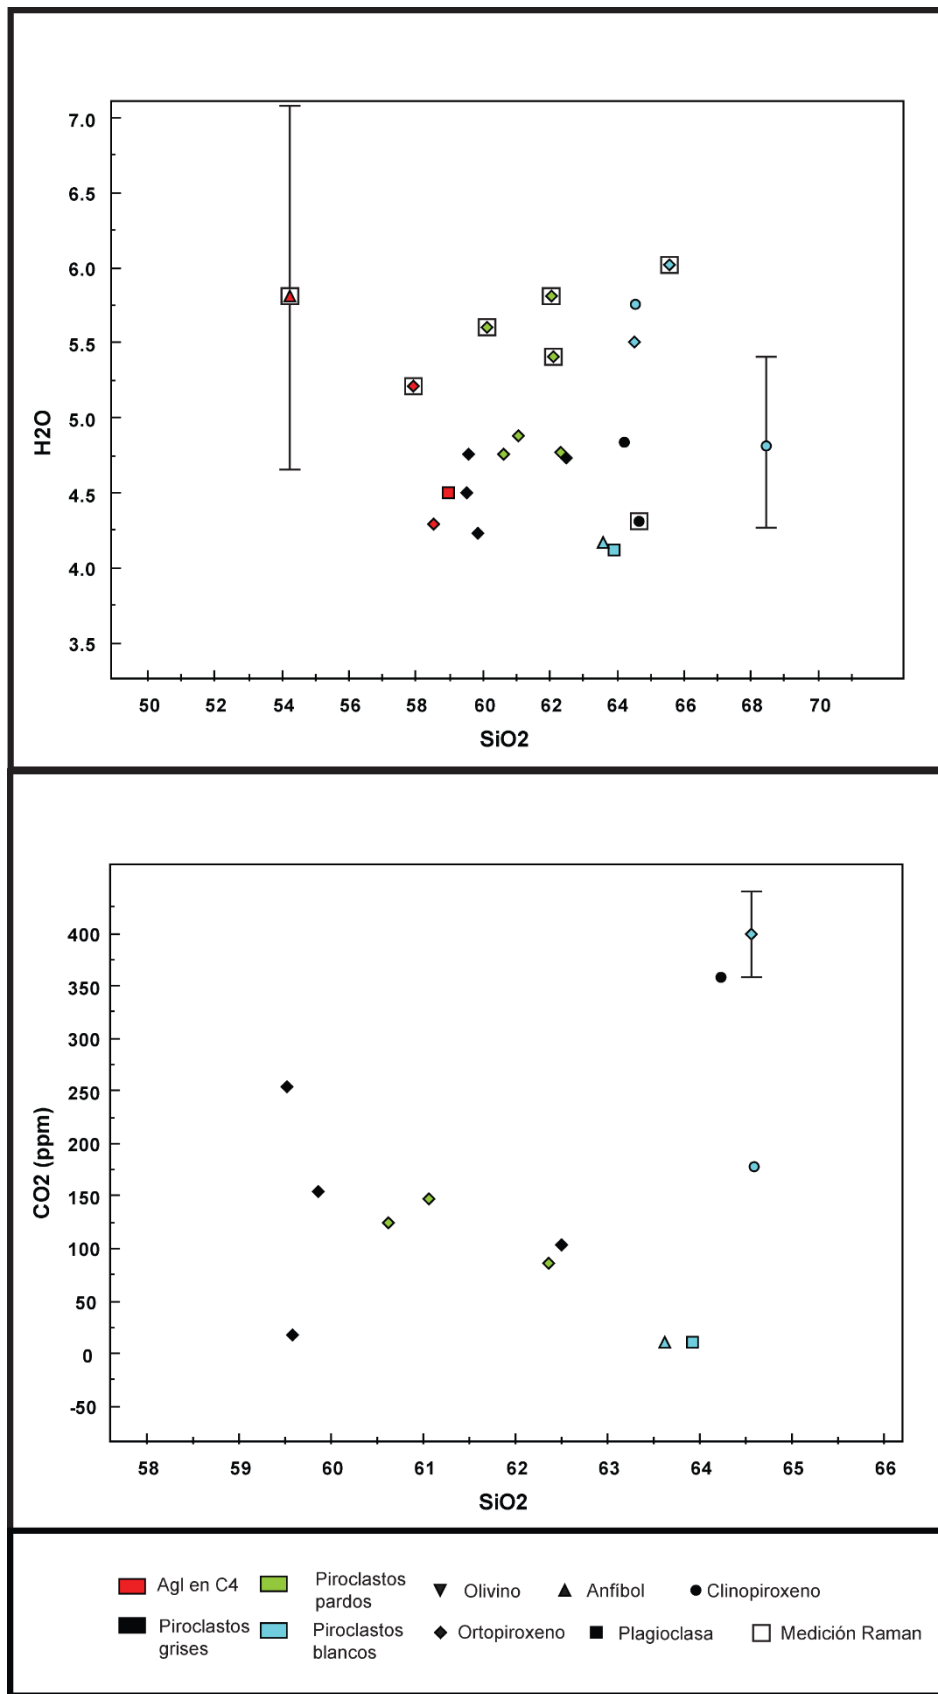 7.0
6.5
6.0
5.5
5.0
4.5
4.0
3.5
H2O
50 52 54 56 58 60 62 64 66 68 70
SiO2
400
350
300
250
200
150
100
50
0
-50
CO2 (ppm)
58 59 60 61 62 63 64 65 66
SiO2
Agl en C4
Piroclastos
pardos
Olivino
Anfíbol
Clinopiroxeno
Piroclastos
grises
Piroclastos
blancos
Ortopiroxeno
Plagioclasa
Medición Raman